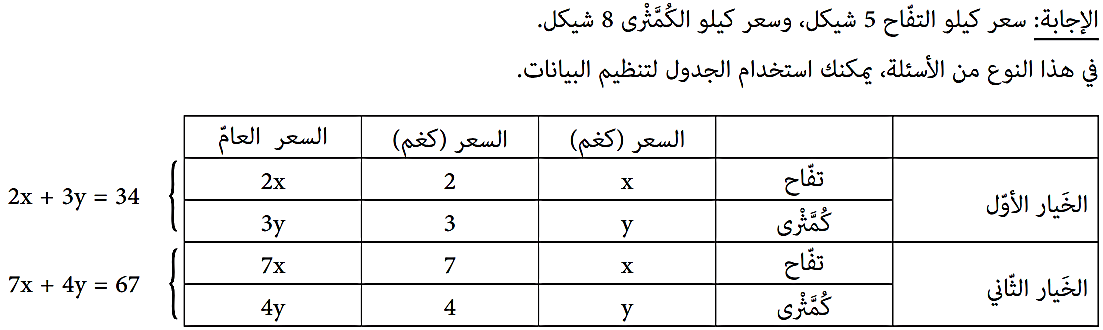 الإجابة: سعر كيلو التفّاح 5 شيكل، وسعر كيلو الكُمَّثْرى 8 شيكل.
في هذا النوع من الأسئلة، يمكنك استخدام الجدول لتنظيم البيانات.
السعر (كغم) السعر (كغم) السعر العامّ
الخَيار الأوّل تفّاح x 2 2x
كُمَّثْرى y 3 3y
2x + 3y = 34
الخَيار الثّاني تفّاح x 7 7x
كُمَّثْرى y 4 4y
7x + 4y = 67